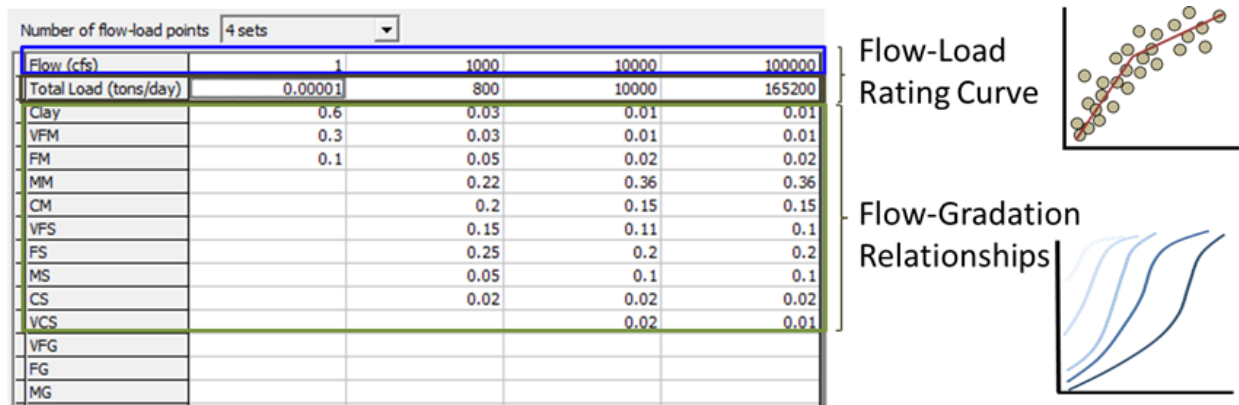 Number of flow-load points 4 sets
Flow (cfs) 1 1000 10000 100000
Total Load (tons/day) 0.00001 800 10000 165200
Clay 0.6 0.03 0.01 0.01
VFM 0.3 0.03 0.01 0.01
FM 0.1 0.05 0.02 0.02
MM 0.22 0.36 0.36
CM 0.2 0.15 0.15
VFS 0.15 0.11 0.1
FS 0.25 0.2 0.2
MS 0.05 0.1 0.1
CS 0.02 0.02 0.02
VCS 0.02 0.01
VFG
FG
MG
Flow-Load
Rating Curve
Flow-Gradation
Relationships